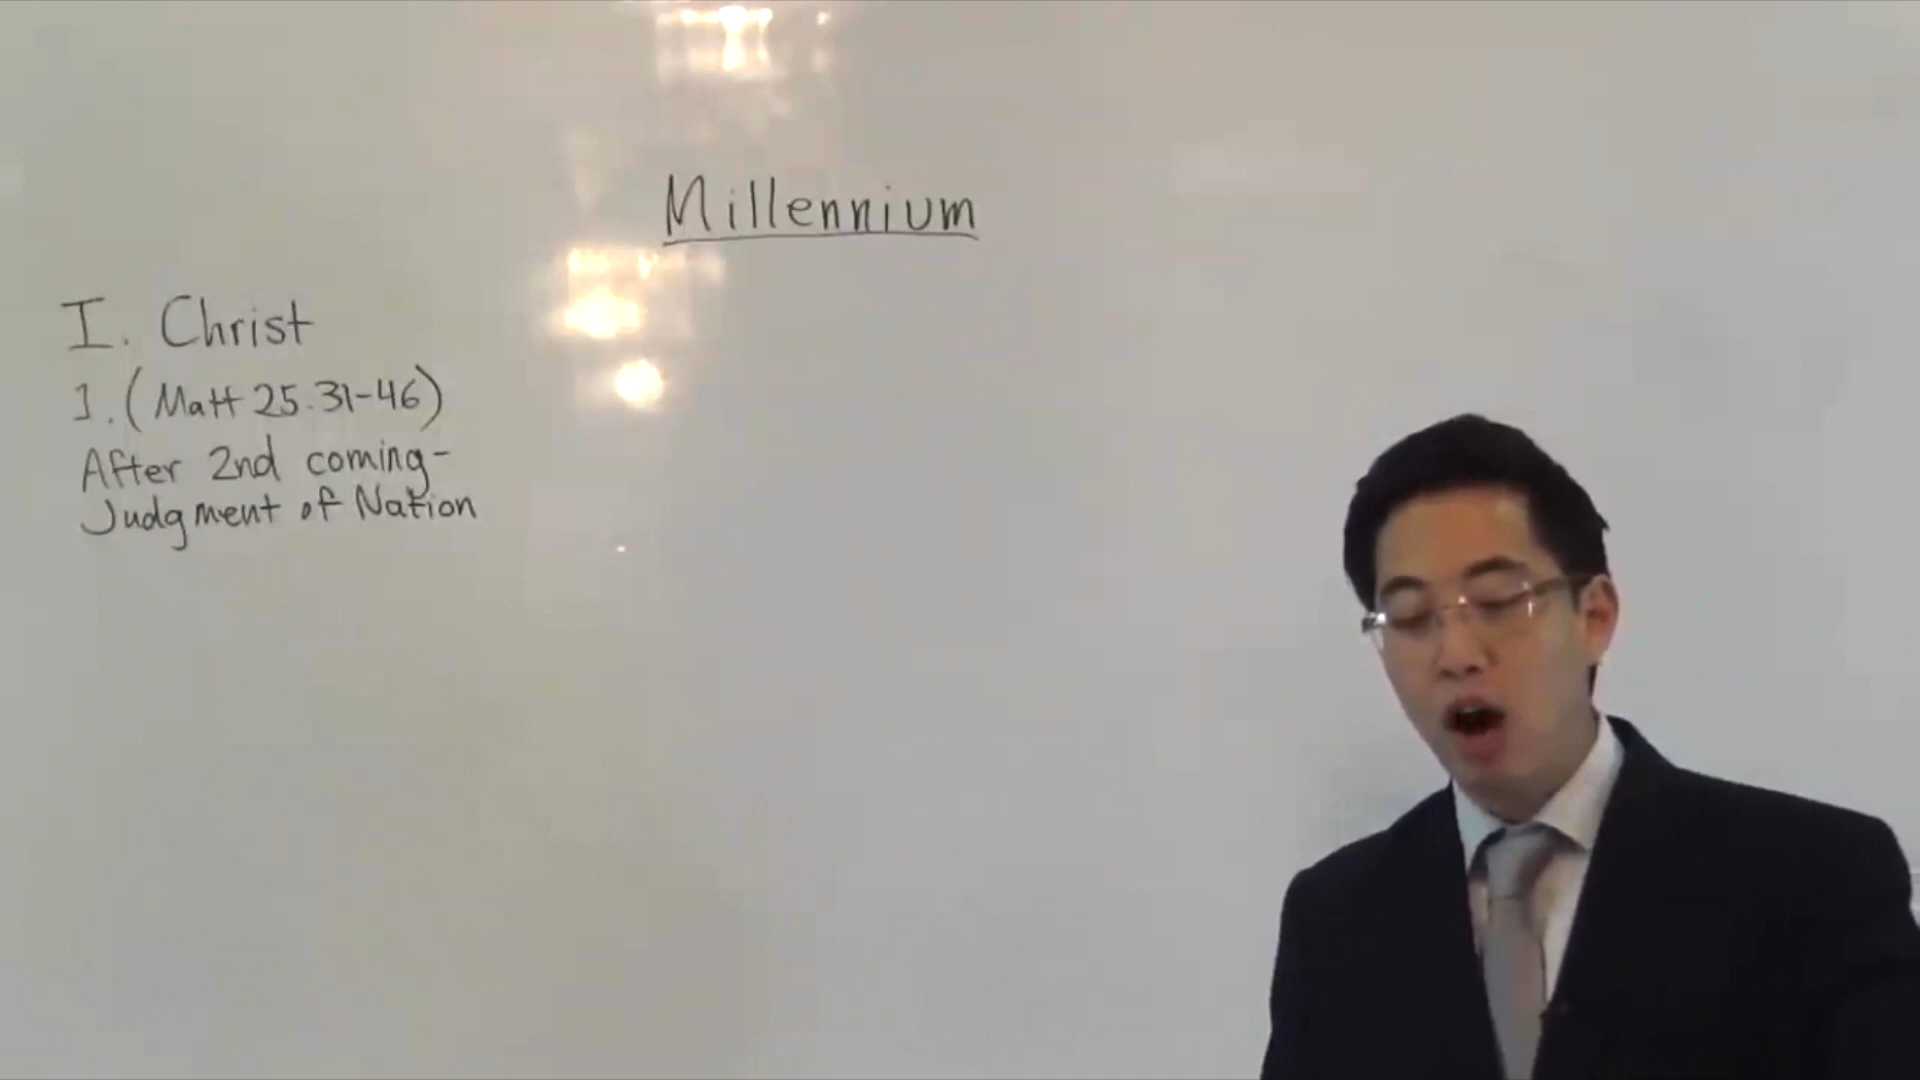 Millennium
I. Christ
1. (Matt 25.31-46)
After 2nd coming-
Judgment of Nation